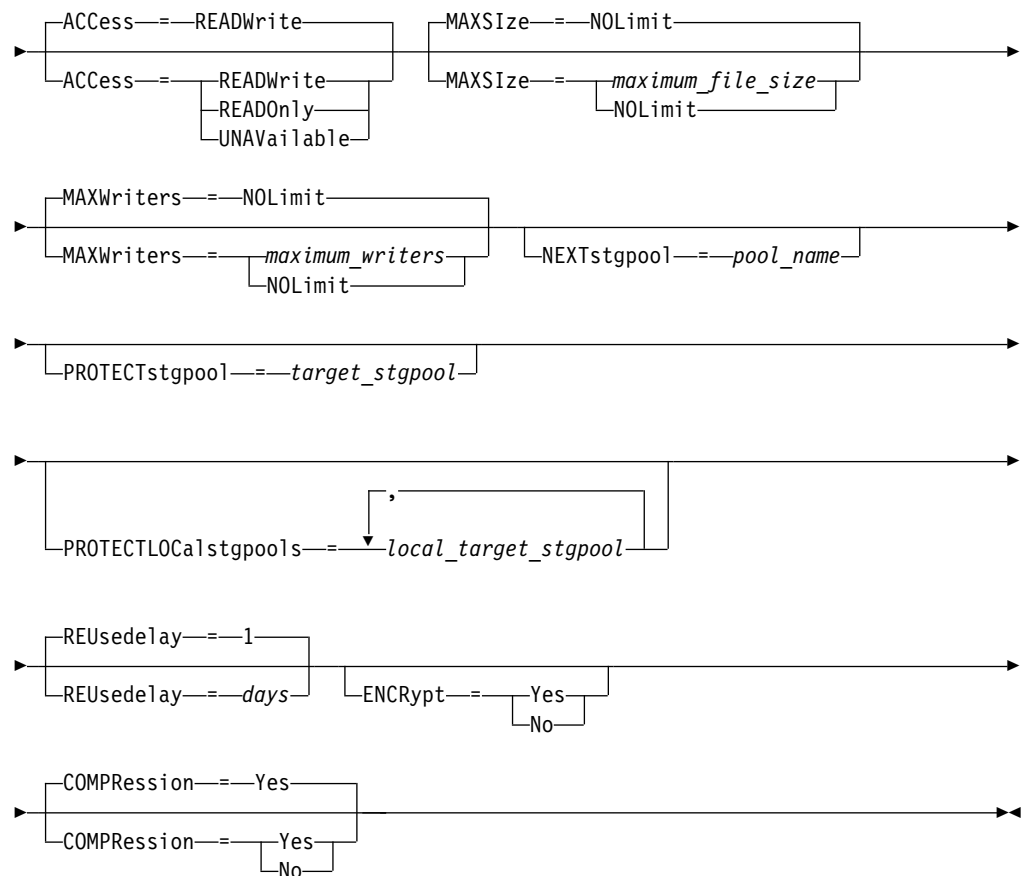 ACCess = READWrite MAXSIze = NOLimit
ACCess = READWrite MAXSIze = maximum_file_size
READOnly NOLimit
UNAVailable
MAXWriters = NOLimit
MAXWriters = maximum_writers NEXTstgpool = pool_name
NOLimit
PROTECTstgpool = target_stgpool
,
PROTECTLOCalstgpools = local_target_stgpool
REUsedelay = 1
REUsedelay = days ENCRypt = Yes
No
COMPRession = Yes
COMPRession = Yes
No